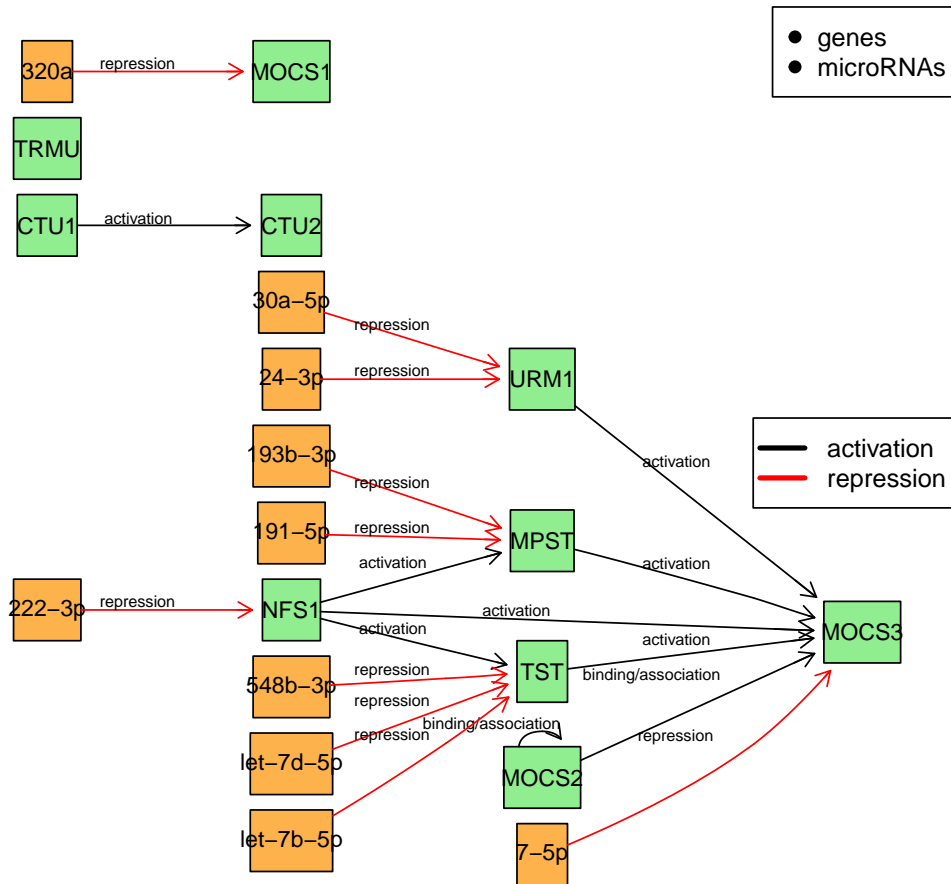 320a
repression
MOCS1
genes
microRNAs
TRMU
CTU1
activation
CTU2
30a−5p
repression
24−3p
repression
URM1
193b−3p
repression
activation
activation
repression
191−5p
repression
MPST
activation
activation
222−3p
repression
NFS1
activation
activation
MOCS3
activation
548b−3p
repression
TST
binding/association
repression
binding/association
repression
repression
let−7d−5p
MOCS2
let−7b−5p
7−5p